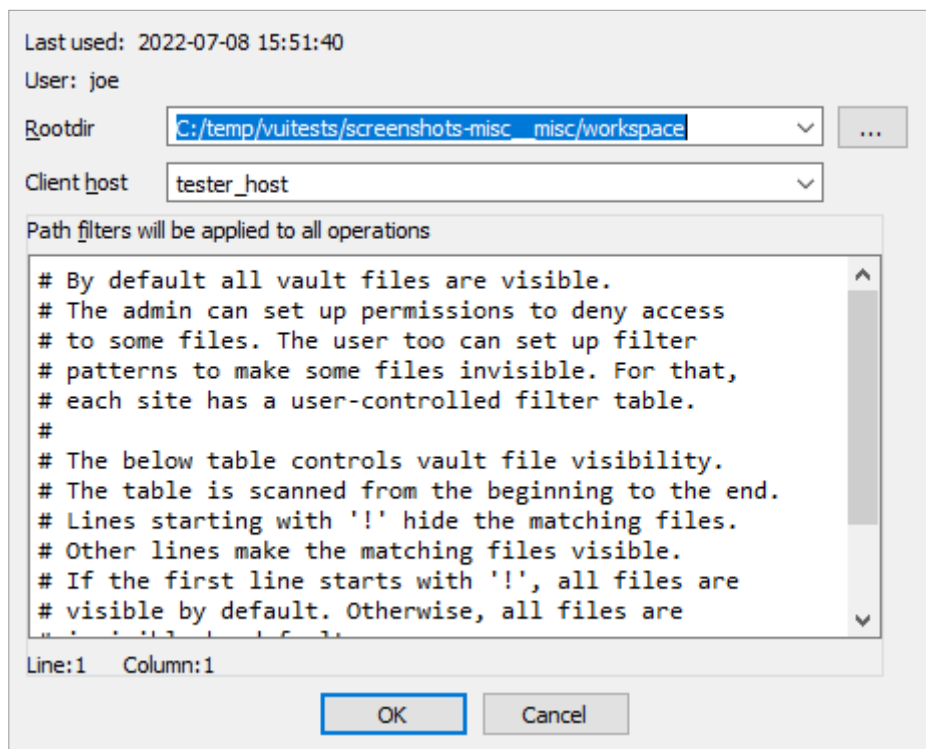 Last used: 2022-07-08 15:51:40
User: joe
Rootdir C:/temp/vuitests/screenshots-misc__misc/workspace ...
Client host tester_host
Path filters will be applied to all operations
# By default all vault files are visible.
# The admin can set up permissions to deny access
# to some files. The user too can set up filter
# patterns to make some files invisible. For that,
# each site has a user-controlled filter table.
#
# The below table controls vault file visibility.
# The table is scanned from the beginning to the end.
# Lines starting with '!' hide the matching files.
# Other lines make the matching files visible.
# If the first line starts with '!', all files are
# visible by default. Otherwise, all files are
Line:1 Column:1
OK Cancel